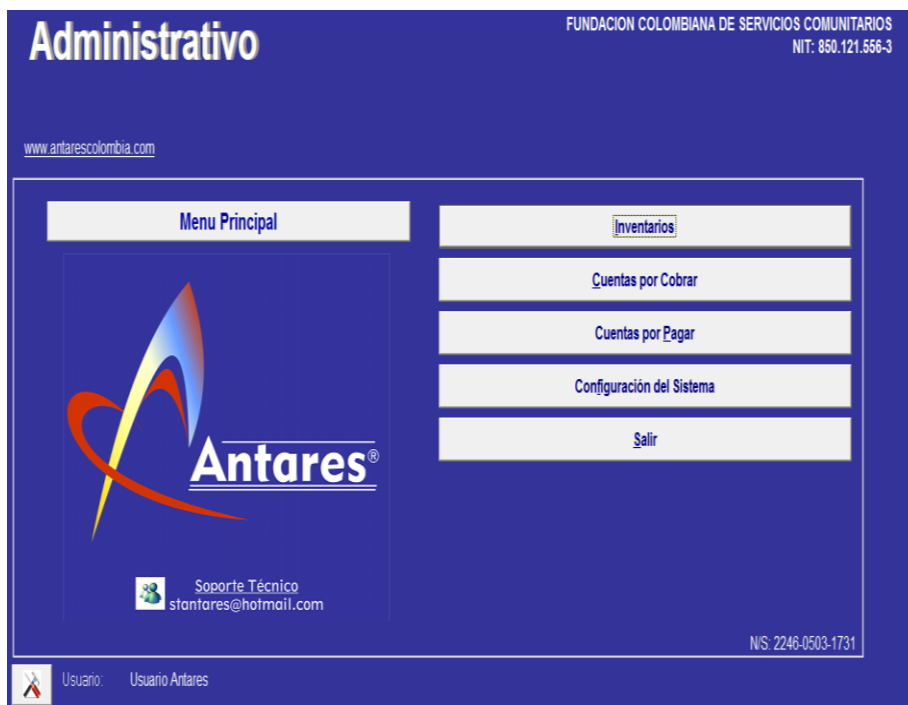 Administrativo
FUNDACION COLOMBIANA DE SERVICIOS COMUNITARIOS
NIT: 850.121.556-3
www.antarescolombia.com
Menu Principal
Inventarios
Cuentas por Cobrar
Cuentas por Pagar
Configuración del Sistema
Salir
Antares®
Soporte Técnico
stantares@hotmail.com
N/S: 2246-0503-1731
Usuario: Usuario Antares